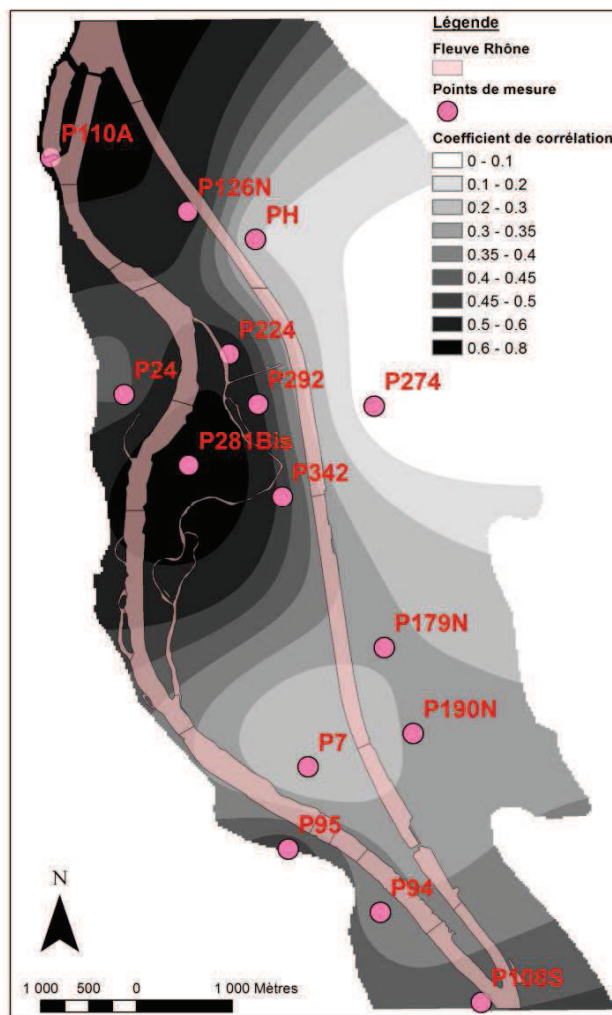 Légende
Fleuve Rhône
Points de mesure
Coefficient de corrélation
0 - 0.1
0.1 - 0.2
0.2 - 0.3
0.3 - 0.35
0.35 - 0.4
0.4 - 0.45
0.45 - 0.5
0.5 - 0.6
0.6 - 0.8
P110A
P126N
PH
P224
P24
P292
P274
P281Bis
P342
P179N
P190N
P7
P95
P94
P108S
N
1 000 500 0 1 000 Mètres